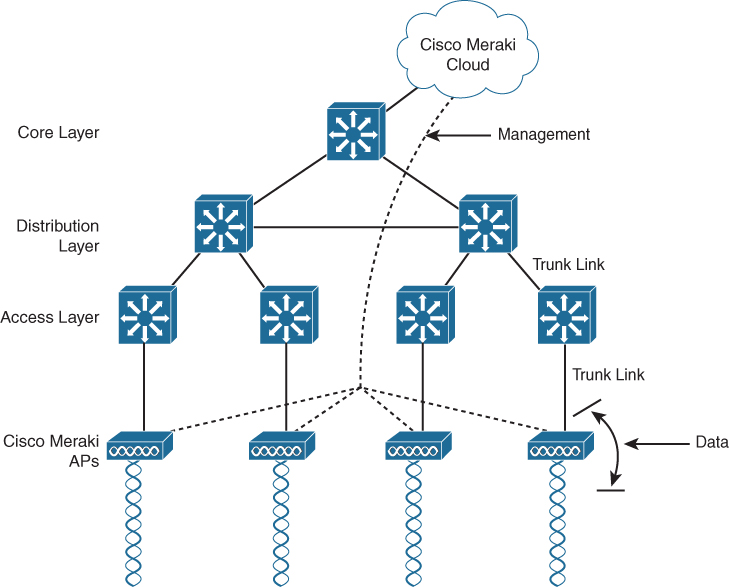 Cisco Meraki
Cloud
Core Layer
Management
Distribution
Layer
Trunk Link
Access Layer
Trunk Link
Cisco Meraki
APs
Data